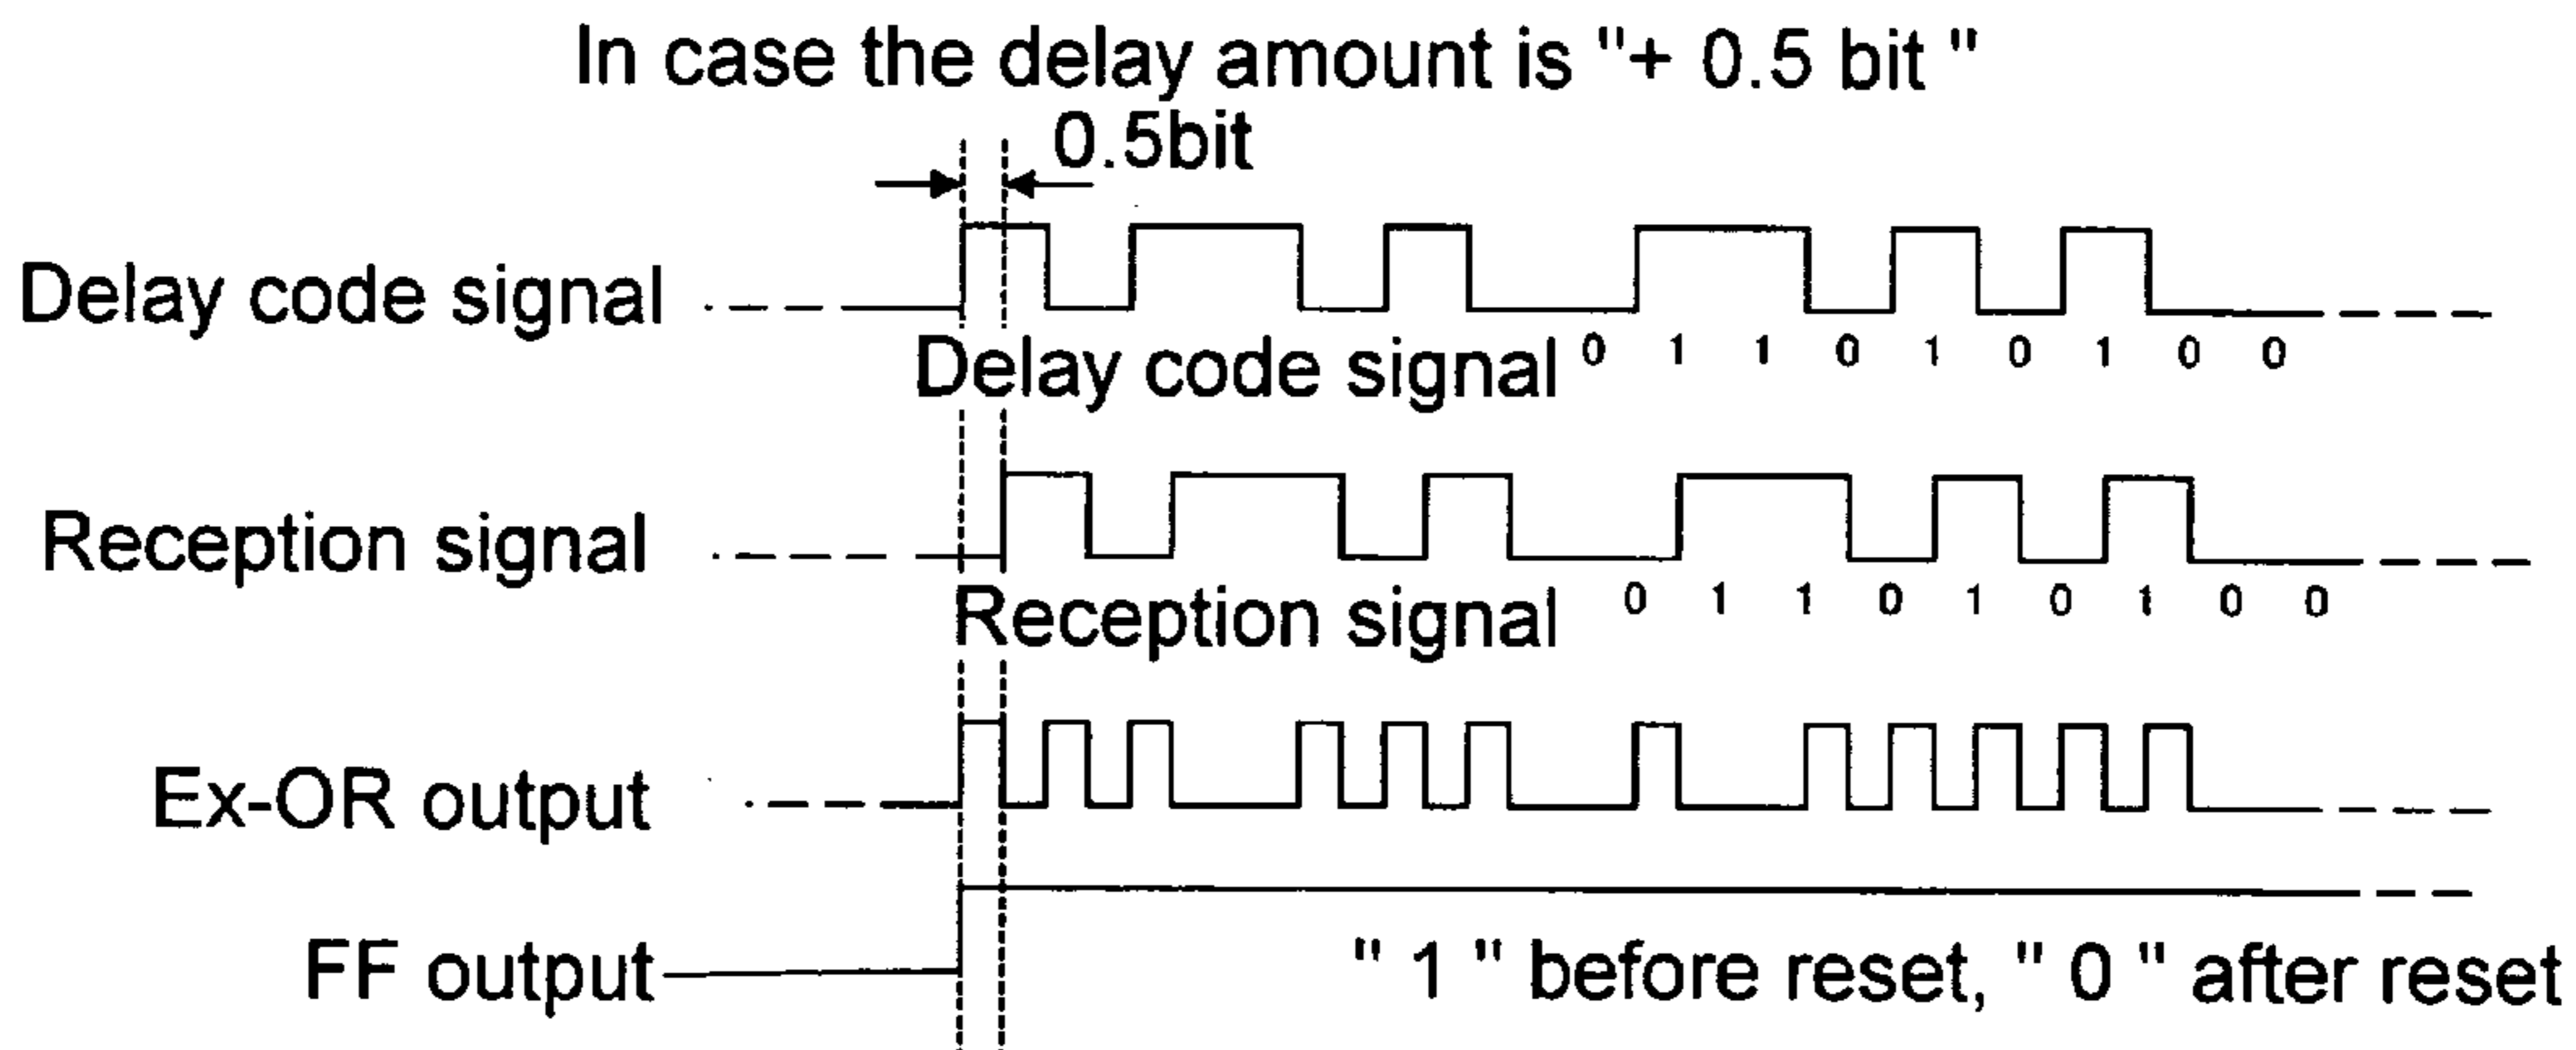 In case the delay amount is "+ 0.5 bit "
0.5bit
Delay code signal
Delay code signal 0 1 1 0 1 0 1 0 0
Reception signal
Reception signal 0 1 1 0 1 0 1 0 0
Ex-OR output
FF output
" 1 " before reset, " 0 " after reset